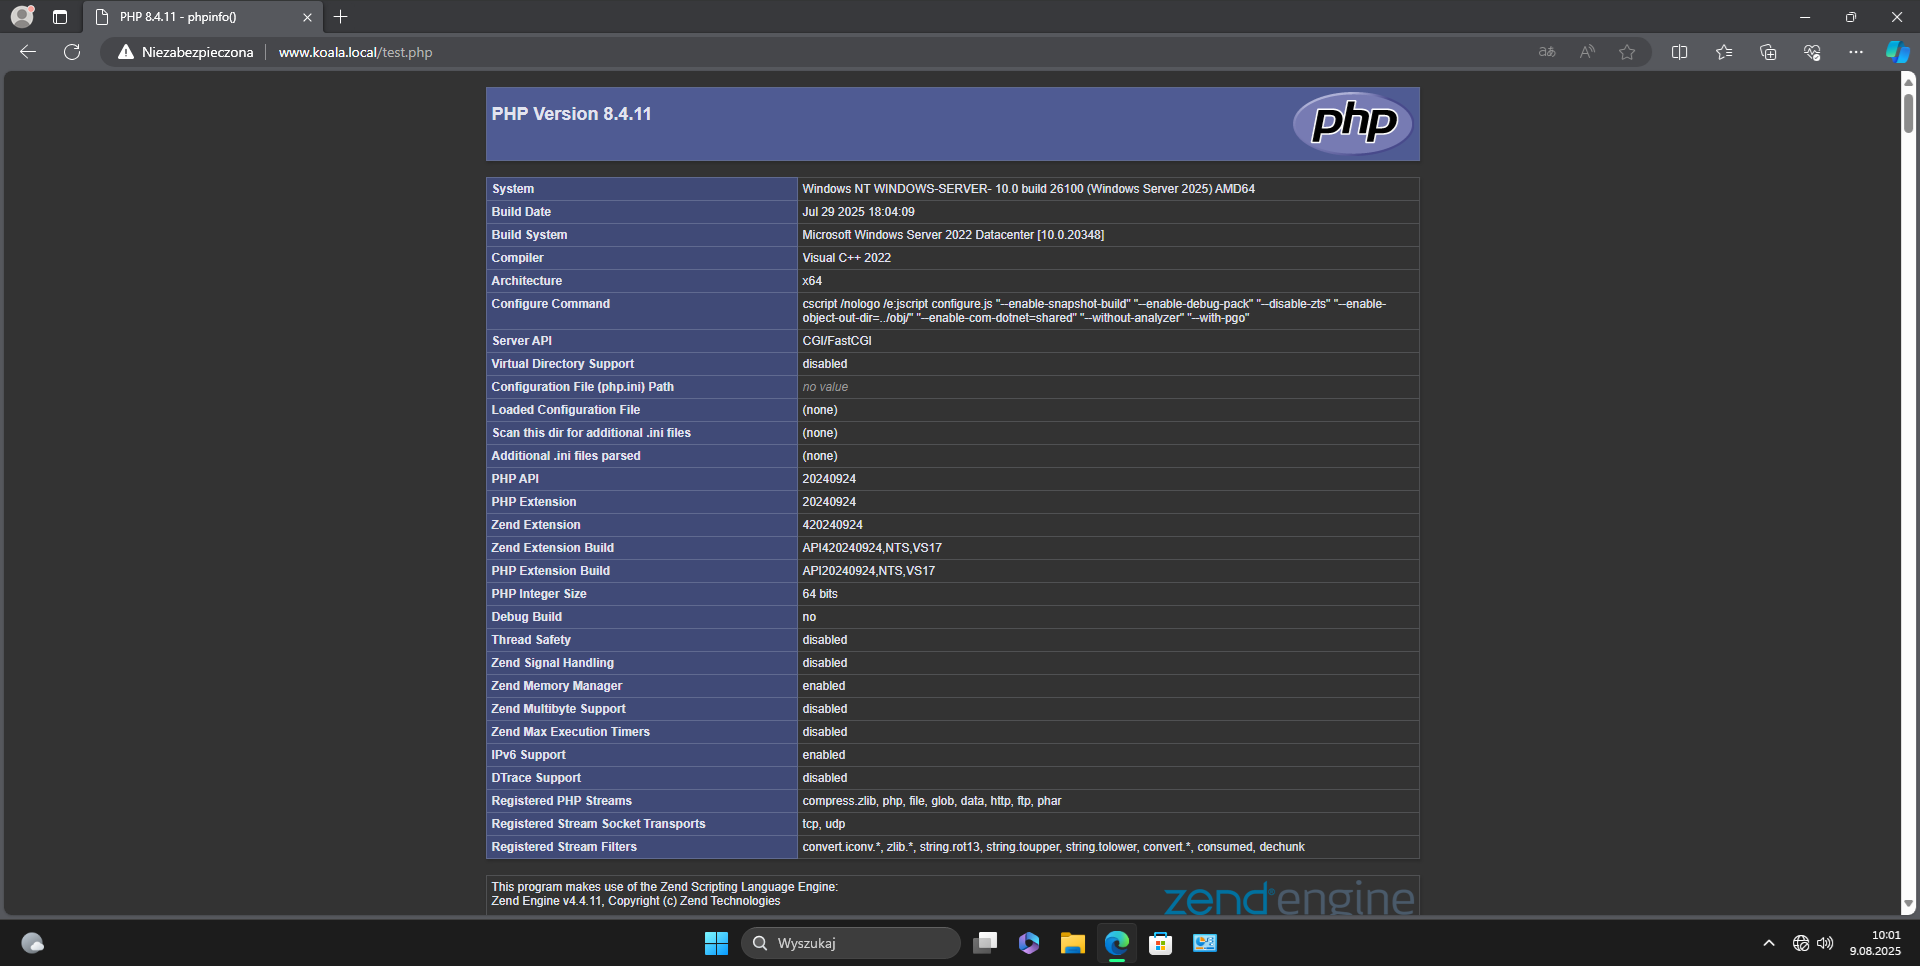 PHP 8.4.11 - phpinfo()
Niezabezpieczona
www.koala.local/test.php
aあ
PHP Version 8.4.11
php
System Windows NT WINDOWS-SERVER- 10.0 build 26100 (Windows Server 2025) AMD64
Build Date Jul 29 2025 18:04:09
Build System Microsoft Windows Server 2022 Datacenter [10.0.20348]
Compiler Visual C++ 2022
Architecture x64
Configure Command cscript /nologo /e:jscript configure.js "--enable-snapshot-build" "--enable-debug-pack" "--disable-zts" "--enable-
object-out-dir=../obj/" "--enable-com-dotnet=shared" "--without-analyzer" "--with-pgo"
Server API CGI/FastCGI
Virtual Directory Support disabled
Configuration File (php.ini) Path no value
Loaded Configuration File (none)
Scan this dir for additional .ini files (none)
Additional .ini files parsed (none)
PHP API 20240924
PHP Extension 20240924
Zend Extension 420240924
Zend Extension Build API420240924,NTS,VS17
PHP Extension Build API20240924,NTS,VS17
PHP Integer Size 64 bits
Debug Build no
Thread Safety disabled
Zend Signal Handling disabled
Zend Memory Manager enabled
Zend Multibyte Support disabled
Zend Max Execution Timers disabled
IPv6 Support enabled
DTrace Support disabled
Registered PHP Streams compress.zlib, php, file, glob, data, http, ftp, phar
Registered Stream Socket Transports tcp, udp
Registered Stream Filters convert.iconv.*, zlib.*, string.rot13, string.toupper, string.tolower, convert.*, consumed, dechunk
This program makes use of the Zend Scripting Language Engine:
Zend Engine v4.4.11, Copyright (c) Zend Technologies
zend engine
Wyszukaj
10:01
9.08.2025